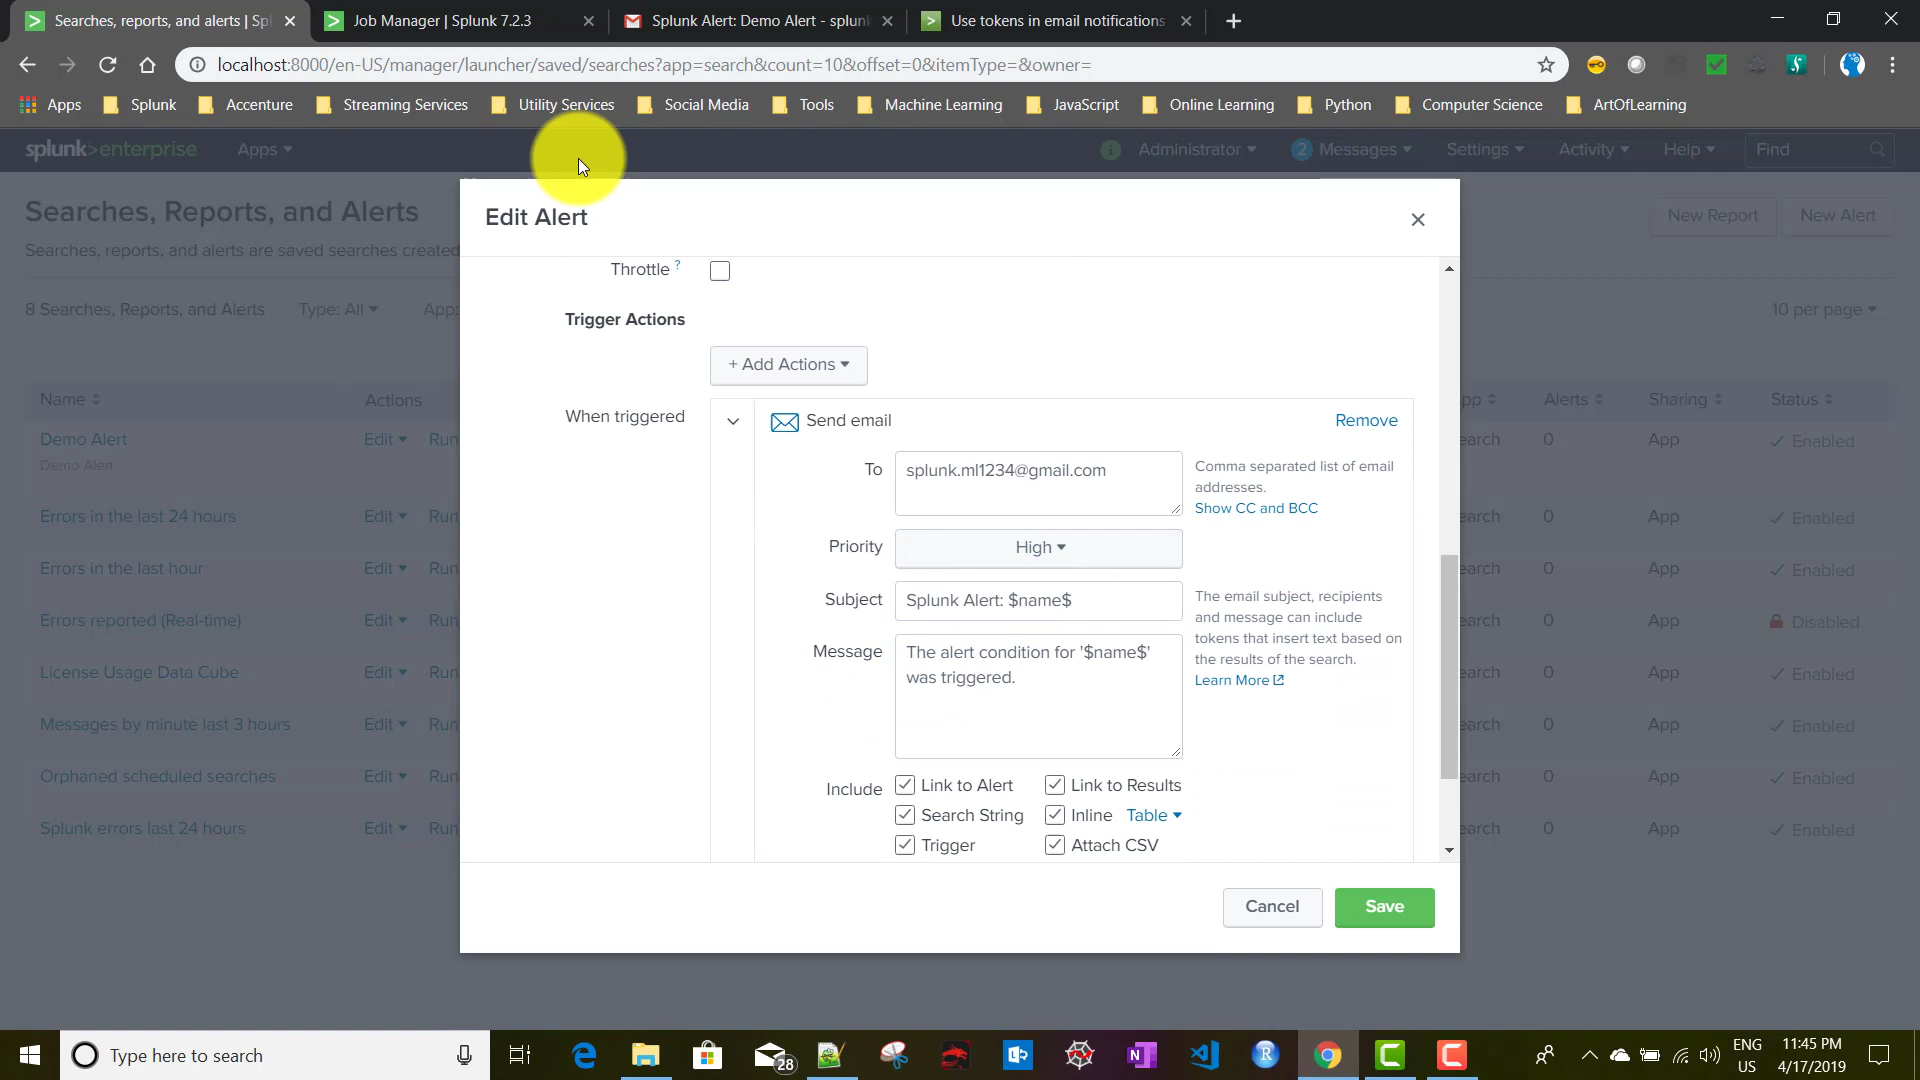 Searches, reports, and alerts | Spl
Job Manager | Splunk 7.2.3
Splunk Alert: Demo Alert - splunk
Use tokens in email notifications
localhost:8000/en-US/manager/launcher/saved/searches?app=search&count=10&offset=0&itemType=&owner=
Apps Splunk Accenture Streaming Services Utility Services Social Media Tools Machine Learning JavaScript Online Learning Python Computer Science ArtOfLearning
splunk>enterprise Apps Administrator 2 Messages Settings Activity Help Find
Searches, Reports, and Alerts
New Report New Alert
Searches, reports, and alerts are saved searches created
8 Searches, Reports, and Alerts Type: All App: 10 per page
Name Actions Alerts Sharing Status
Demo Alert Edit Run 0 App Enabled
Demo Alert
Errors in the last 24 hours Edit Run 0 App Enabled
Errors in the last hour Edit Run 0 App Enabled
Errors reported (Real-time) Edit Run 0 App Disabled
License Usage Data Cube Edit Run 0 App Enabled
Messages by minute last 3 hours Edit Run 0 App Enabled
Orphaned scheduled searches Edit Run 0 App Enabled
Splunk errors last 24 hours Edit Run 0 App Enabled
Edit Alert
Throttle ?
Trigger Actions
+ Add Actions
When triggered
Send email
Remove
To splunk.ml1234@gmail.com
Comma separated list of email
addresses.
Show CC and BCC
Priority High
Subject Splunk Alert: $name$
The email subject, recipients
and message can include
tokens that insert text based on
the results of the search.
Learn More
Message The alert condition for '$name$'
was triggered.
Include Link to Alert Link to Results
Search String Inline Table
Trigger Attach CSV
Cancel Save
Type here to search
28
ENG
US
11:45 PM
4/17/2019